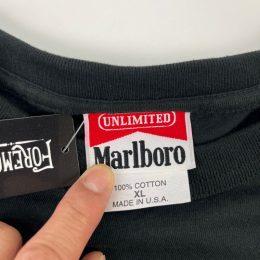 UNLIMITED
Marlboro
100% COTTON
XL
MADE IN U.S.A.